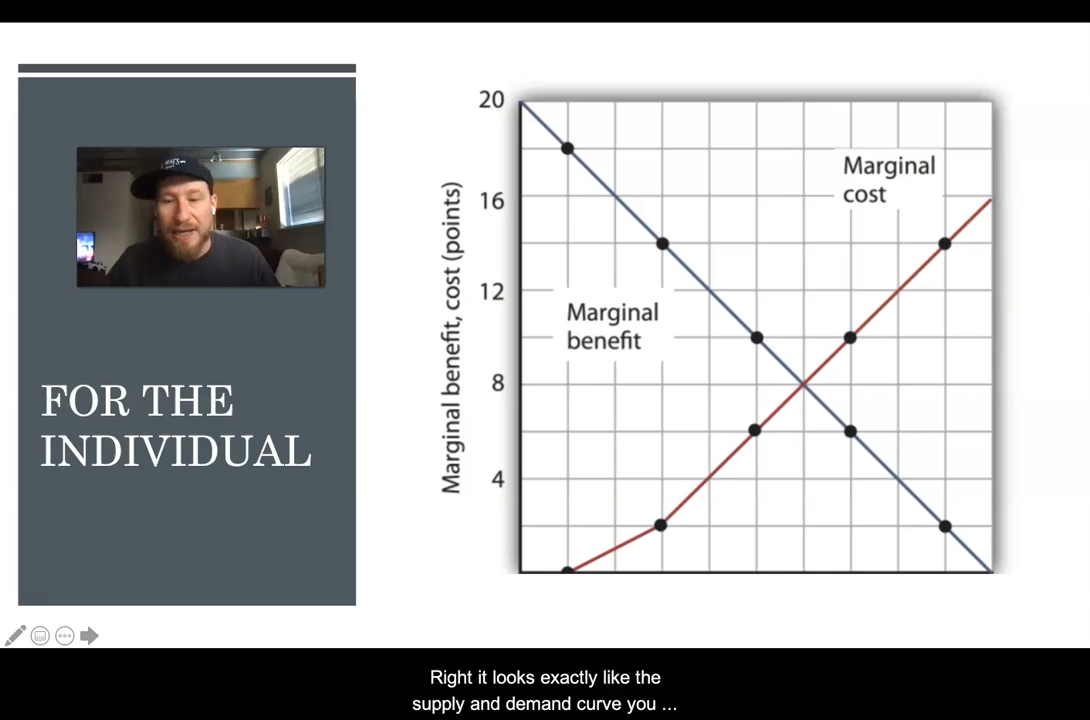 FOR THE
INDIVIDUAL
Marginal benefit, cost (points)
20
16
12
8
4
Marginal
cost
Marginal
benefit
Right it looks exactly like the
supply and demand curve you ...